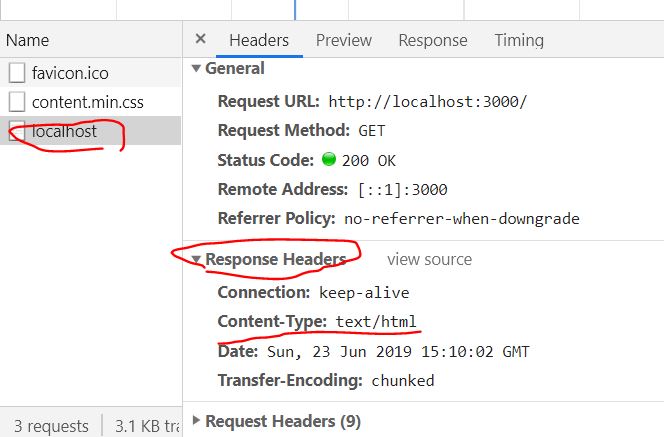 Name
favicon.ico
content.min.css
localhost
3 requests 3.1 KB tra
× Headers Preview Response Timing
General
Request URL: http://localhost:3000/
Request Method: GET
Status Code: 200 OK
Remote Address: [::1]:3000
Referrer Policy: no-referrer-when-downgrade
Response Headers view source
Connection: keep-alive
Content-Type: text/html
Date: Sun, 23 Jun 2019 15:10:02 GMT
Transfer-Encoding: chunked
Request Headers (9)